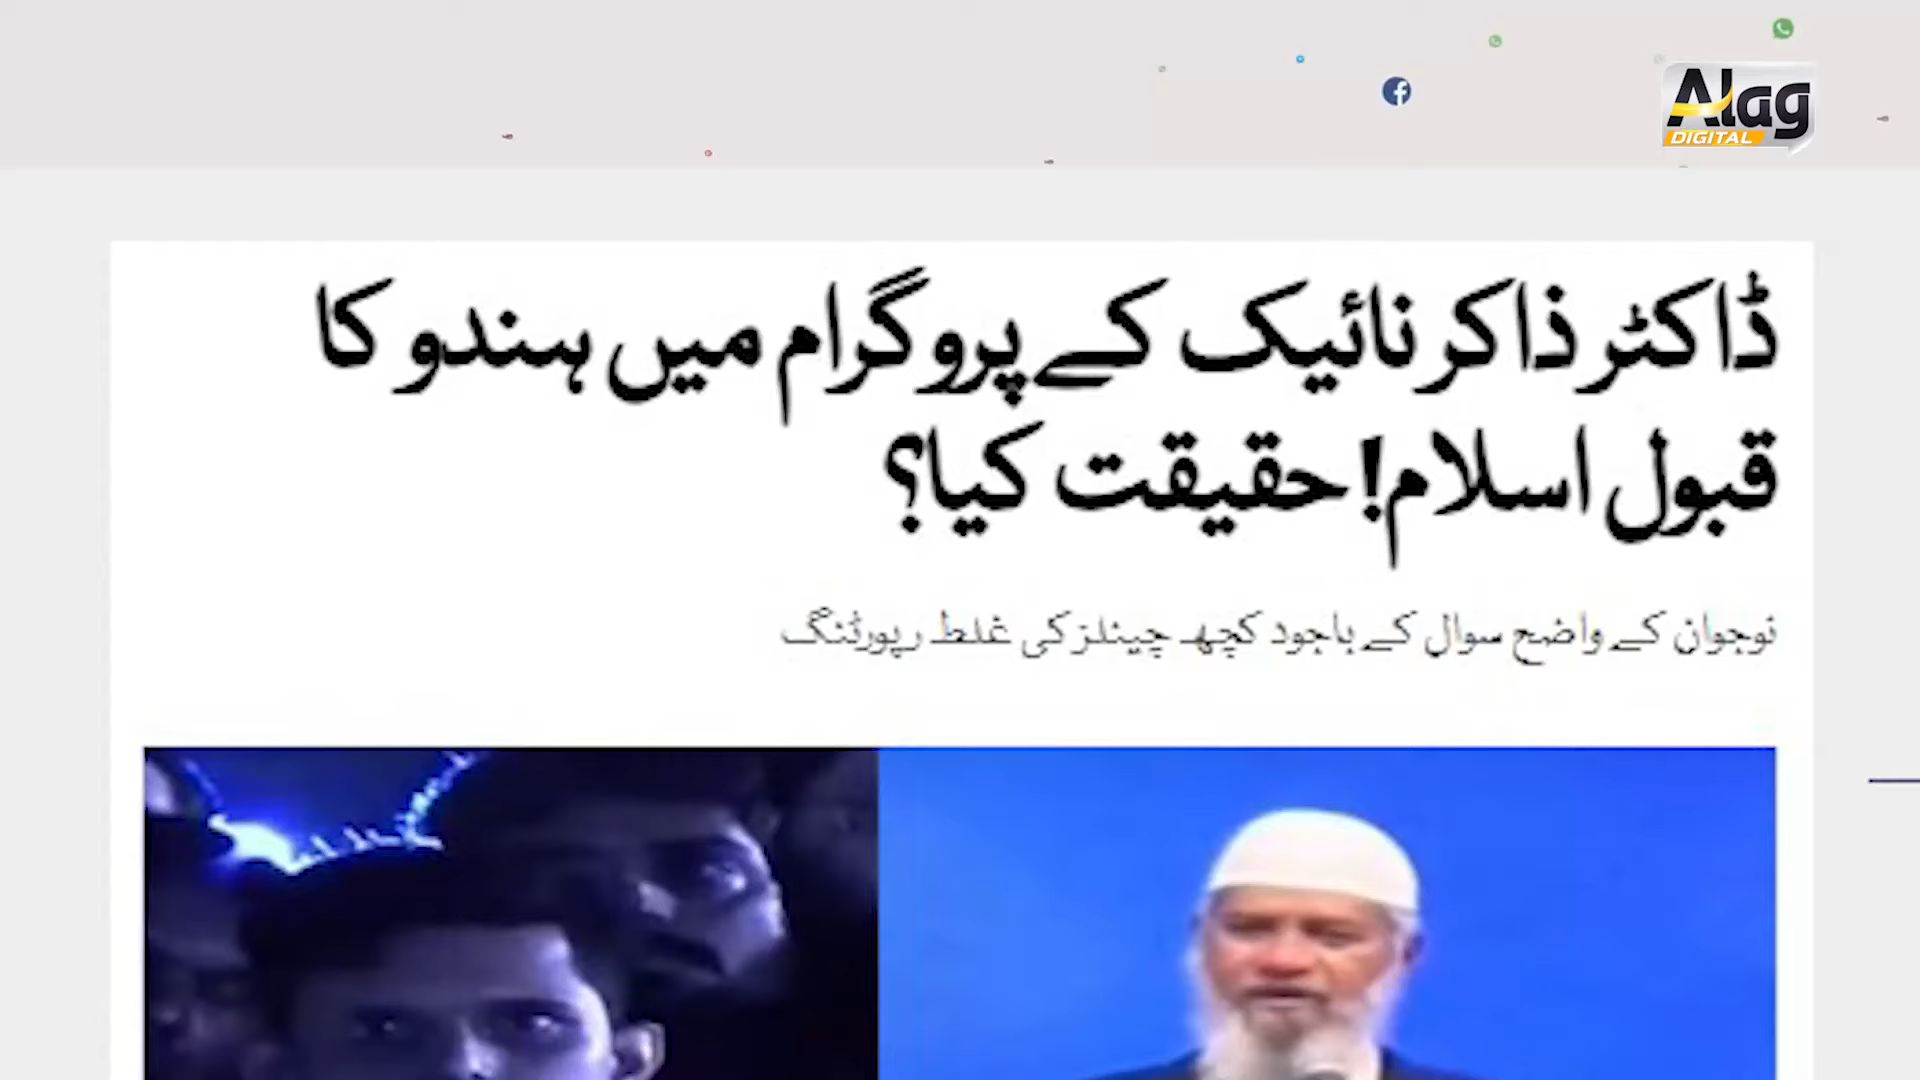 Alag
DIGITAL
ڈاکٹر ذاکر نائیک کے پروگرام میں ہندو کا
قبول اسلام! حقیقت کیا؟
نوجوان کے واضح سوال کے باجود کچھ چینلز کی غلط رپورٹنگ